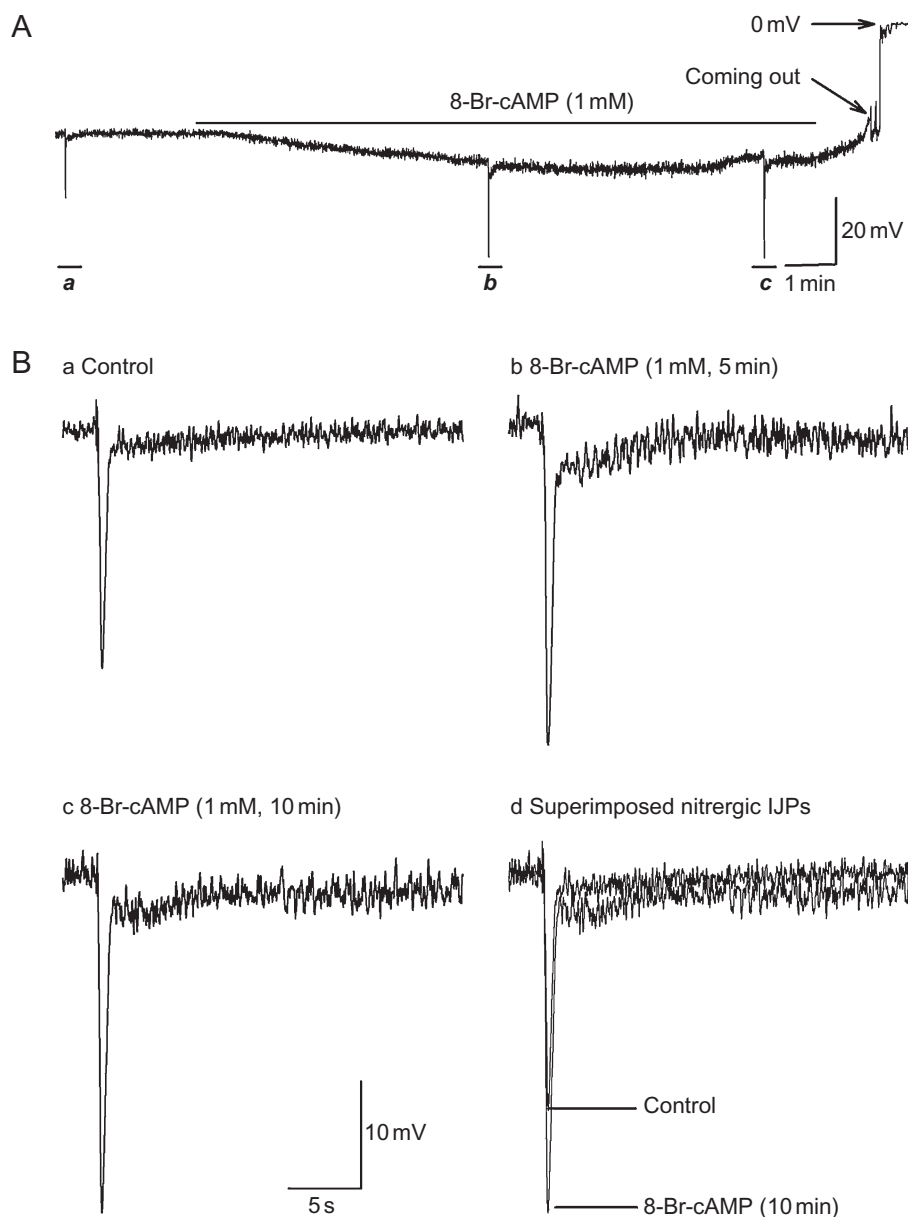 A
0 mV
Coming out
8-Br-cAMP (1 mM)
20 mV
1 min
a
b
c
B
a Control
b 8-Br-cAMP (1 mM, 5 min)
c 8-Br-cAMP (1 mM, 10 min)
d Superimposed nitrergic IJPs
Control
10 mV
5 s
8-Br-cAMP (10 min)